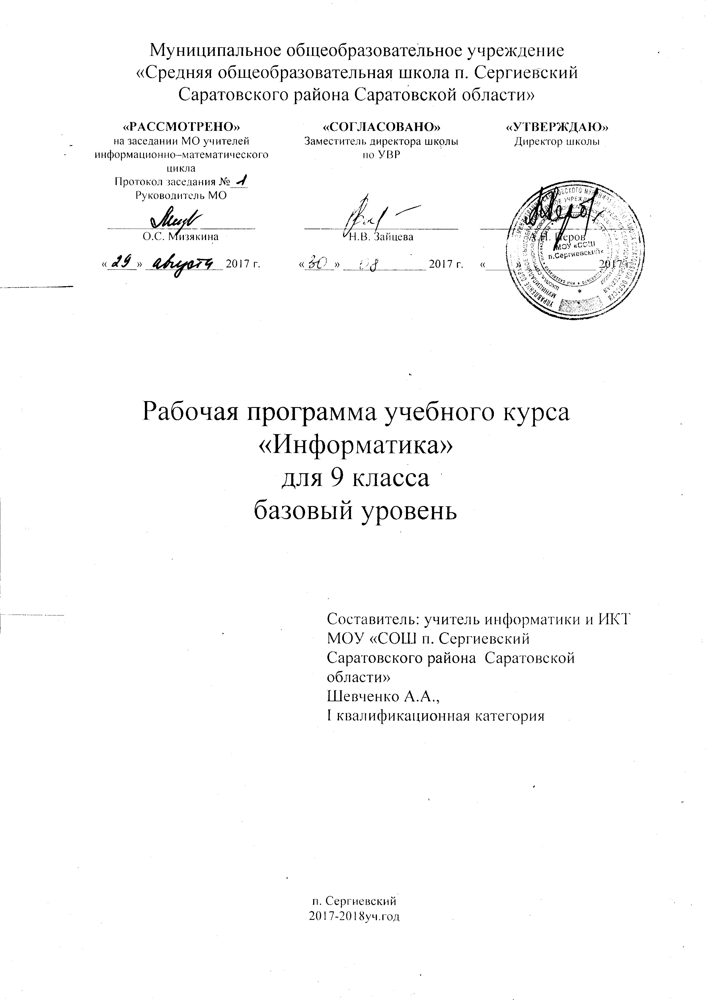 Муниципальное общеобразовательное учреждение
«Средняя общеобразовательная школа п. Сергиевский
Саратовского района Саратовской области»
«РАССМОТРЕНО»
на заседании МО учителей
информационно–математического
цикла
Протокол заседания № 1
Руководитель МО
О.С. Мизякина
«29» августа 2017 г.
«СОГЛАСОВАНО»
Заместитель директора школы
по УВР
Н.В. Зайцева
«30» 08 2017 г.
«УТВЕРЖДАЮ»
Директор школы
Перов
МОУ «СОШ
п.Сергиевский»
« » 2017 г.
Рабочая программа учебного курса
«Информатика»
для 9 класса
базовый уровень
Составитель: учитель информатики и ИКТ
МОУ «СОШ п. Сергиевский
Саратовского района Саратовской
области»
Шевченко А.А.,
I квалификационная категория
п. Сергиевский
2017-2018уч.год